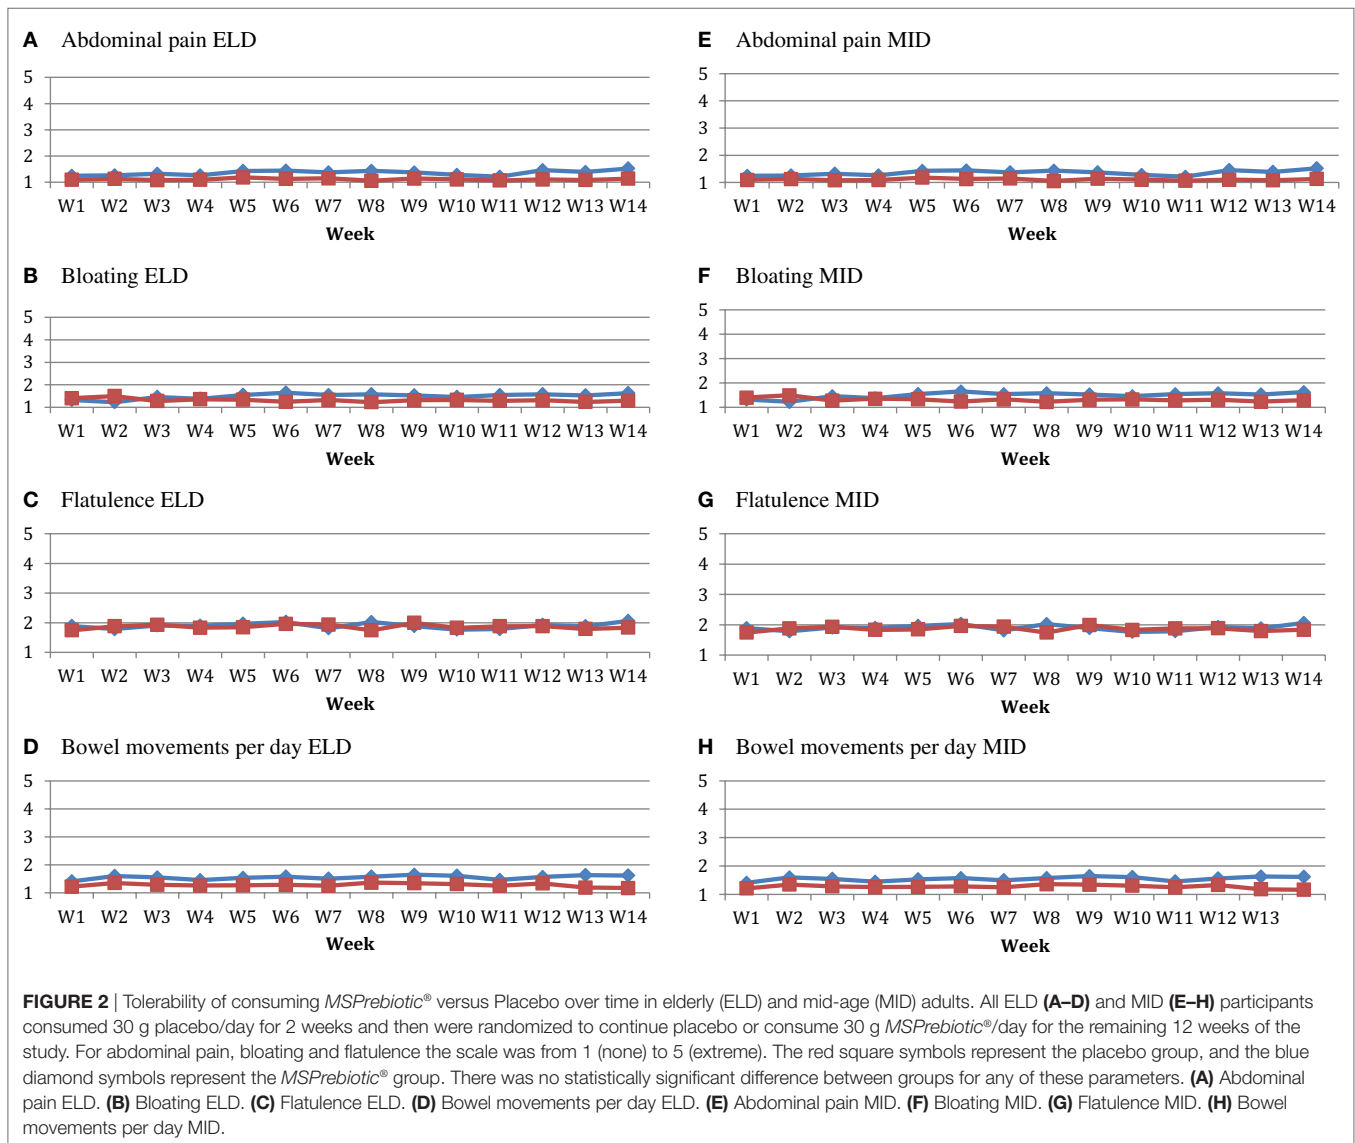 A Abdominal pain ELD
5
4
3
2
1
W1 W2 W3 W4 W5 W6 W7 W8 W9 W10 W11 W12 W13 W14
Week
B Bloating ELD
5
4
3
2
1
W1 W2 W3 W4 W5 W6 W7 W8 W9 W10 W11 W12 W13 W14
Week
C Flatulence ELD
5
4
3
2
1
W1 W2 W3 W4 W5 W6 W7 W8 W9 W10 W11 W12 W13 W14
Week
D Bowel movements per day ELD
5
4
3
2
1
W1 W2 W3 W4 W5 W6 W7 W8 W9 W10 W11 W12 W13 W14
Week
E Abdominal pain MID
5
4
3
2
1
W1 W2 W3 W4 W5 W6 W7 W8 W9 W10 W11 W12 W13 W14
Week
F Bloating MID
5
4
3
2
1
W1 W2 W3 W4 W5 W6 W7 W8 W9 W10 W11 W12 W13 W14
Week
G Flatulence MID
5
4
3
2
1
W1 W2 W3 W4 W5 W6 W7 W8 W9 W10 W11 W12 W13 W14
Week
H Bowel movements per day MID
5
4
3
2
1
W1 W2 W3 W4 W5 W6 W7 W8 W9 W10 W11 W12 W13
Week
FIGURE 2 | Tolerability of consuming MSPrebiotic® versus Placebo over time in elderly (ELD) and mid-age (MID) adults. All ELD (A–D) and MID (E–H) participants
consumed 30 g placebo/day for 2 weeks and then were randomized to continue placebo or consume 30 g MSPrebiotic®/day for the remaining 12 weeks of the
study. For abdominal pain, bloating and flatulence the scale was from 1 (none) to 5 (extreme). The red square symbols represent the placebo group, and the blue
diamond symbols represent the MSPrebiotic® group. There was no statistically significant difference between groups for any of these parameters. (A) Abdominal
pain ELD. (B) Bloating ELD. (C) Flatulence ELD. (D) Bowel movements per day ELD. (E) Abdominal pain MID. (F) Bloating MID. (G) Flatulence MID. (H) Bowel
movements per day MID.